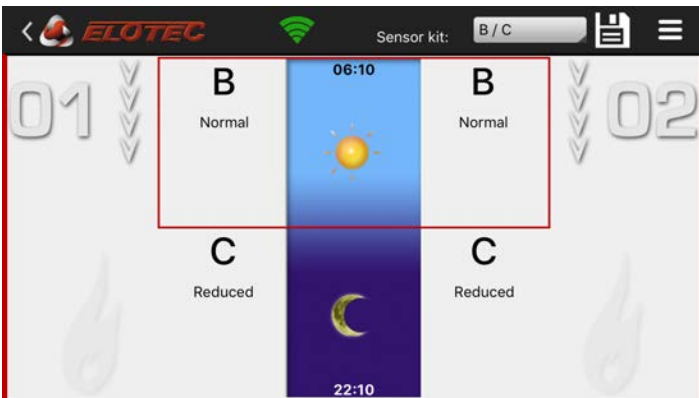 ELOTEC
Sensor kit:
B / C
01
B
Normal
06:10
B
Normal
02
C
Reduced
C
Reduced
22:10